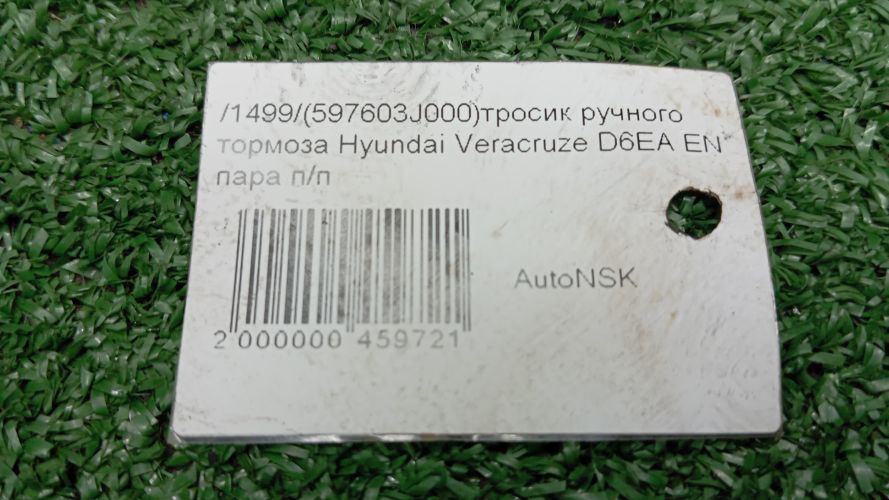 /1499/(597603J000)тросик ручного
тормоза Hyundai Veracruze D6EA EN
пара п/п
AutoNSK
2 000000 459721